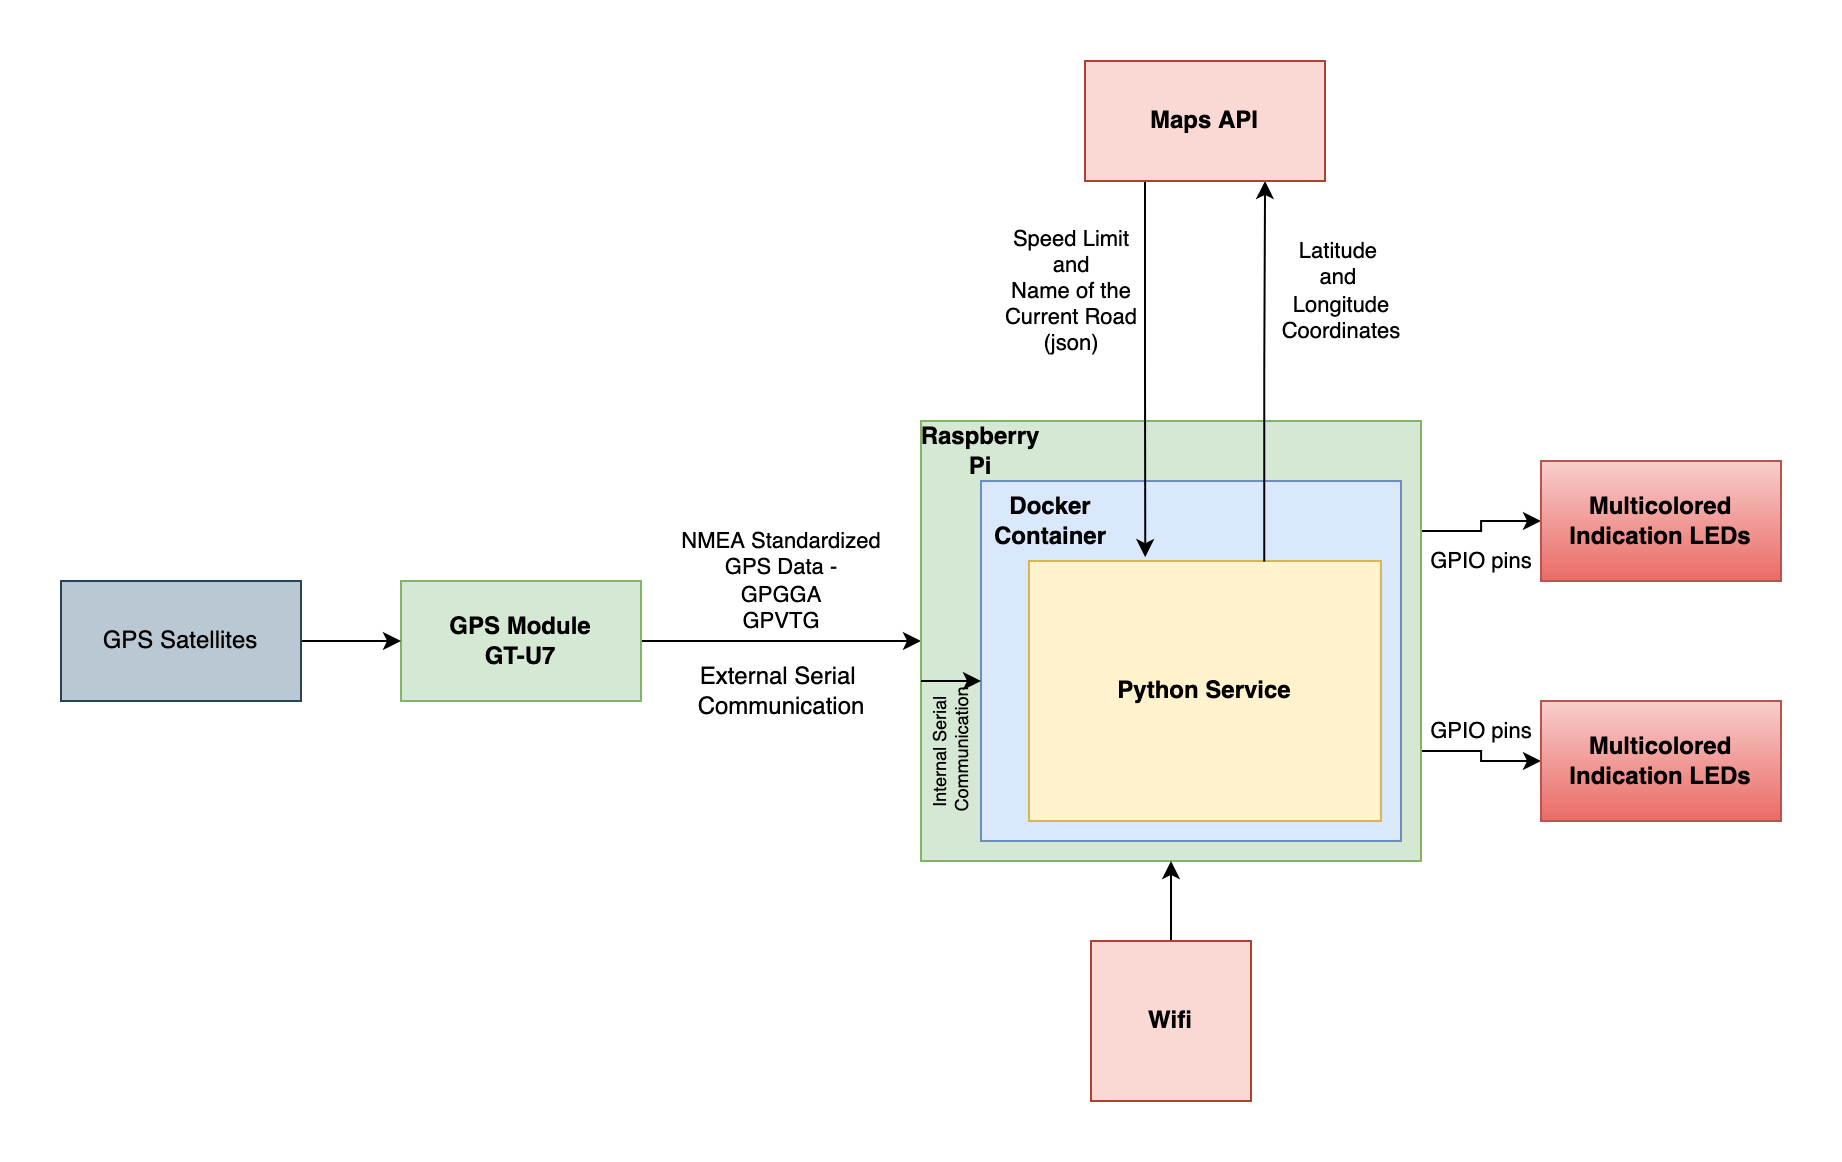 Maps API
Speed Limit
and
Name of the
Current Road
(json)
Latitude
and
Longitude
Coordinates
Raspberry
Pi
Docker
Container
Multicolored
Indication LEDs
GPIO pins
NMEA Standardized
GPS Data -
GPGGA
GPVTG
GPS Satellites
GPS Module
GT-U7
External Serial
Communication
Internal Serial
Communication
Python Service
GPIO pins
Multicolored
Indication LEDs
Wifi